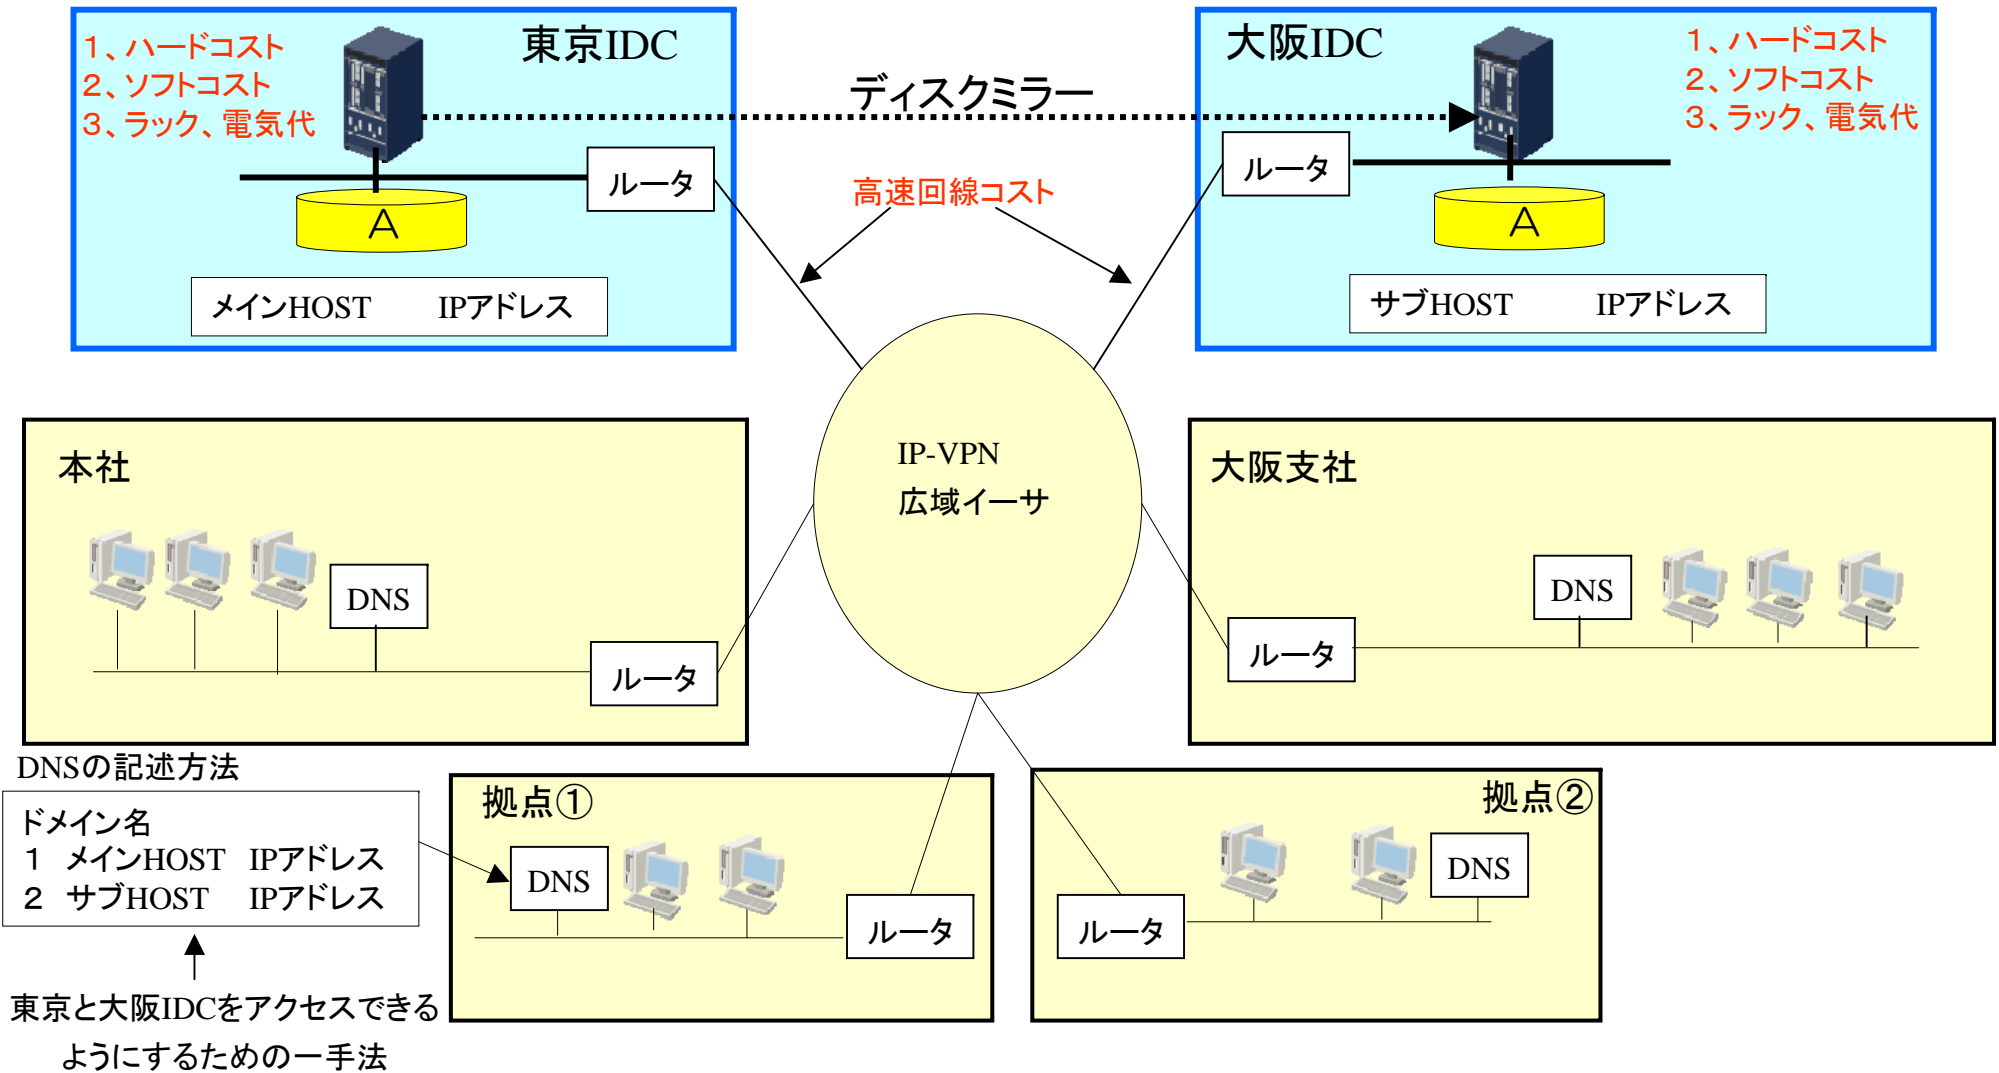 東京IDC
１、ハードコスト
２、ソフトコスト
３、ラック、電気代
ルータ
A
メインHOST IPアドレス
ディスクミラー
高速回線コスト
大阪IDC
１、ハードコスト
２、ソフトコスト
３、ラック、電気代
ルータ
A
サブHOST IPアドレス
IP-VPN
広域イーサ
本社
DNS
ルータ
大阪支社
DNS
ルータ
DNSの記述方法
ドメイン名
１ メインHOST IPアドレス
２ サブHOST IPアドレス
東京と大阪IDCをアクセスできる
ようにするための一手法
拠点①
DNS
ルータ
拠点②
DNS
ルータ